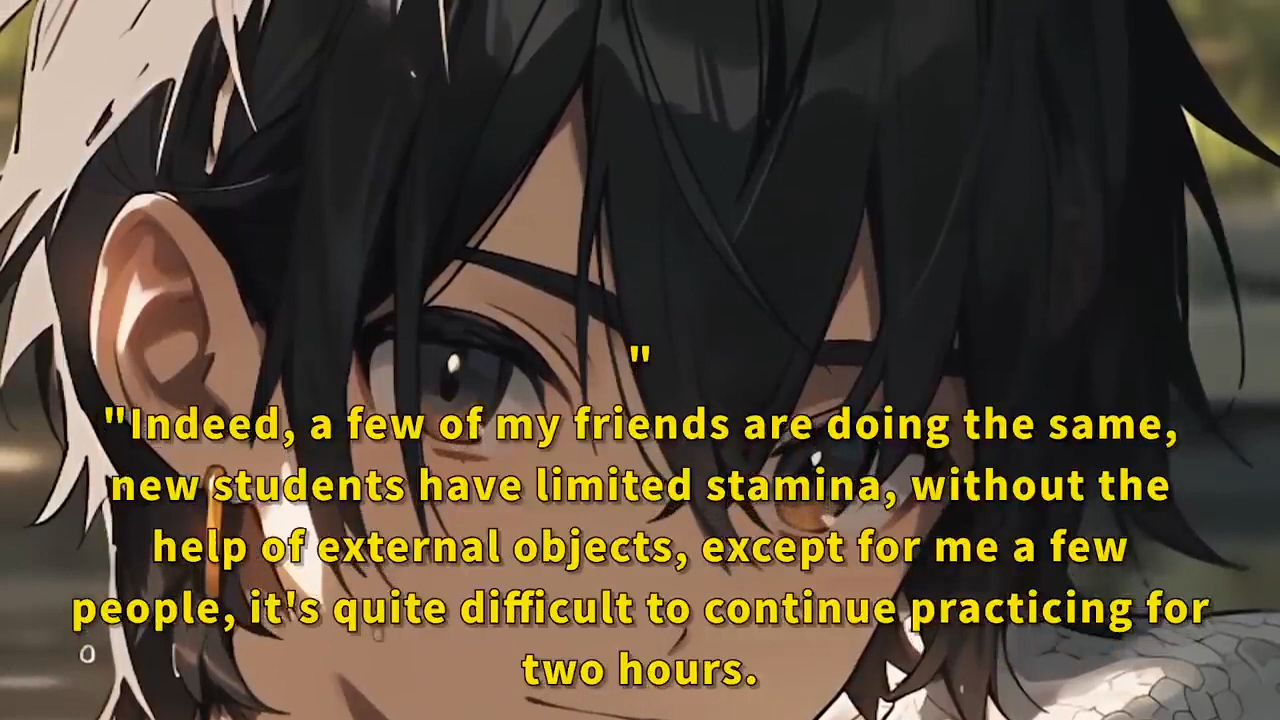 "
"Indeed, a few of my friends are doing the same,
new students have limited stamina, without the
help of external objects, except for me a few
people, it's quite difficult to continue practicing for
two hours.